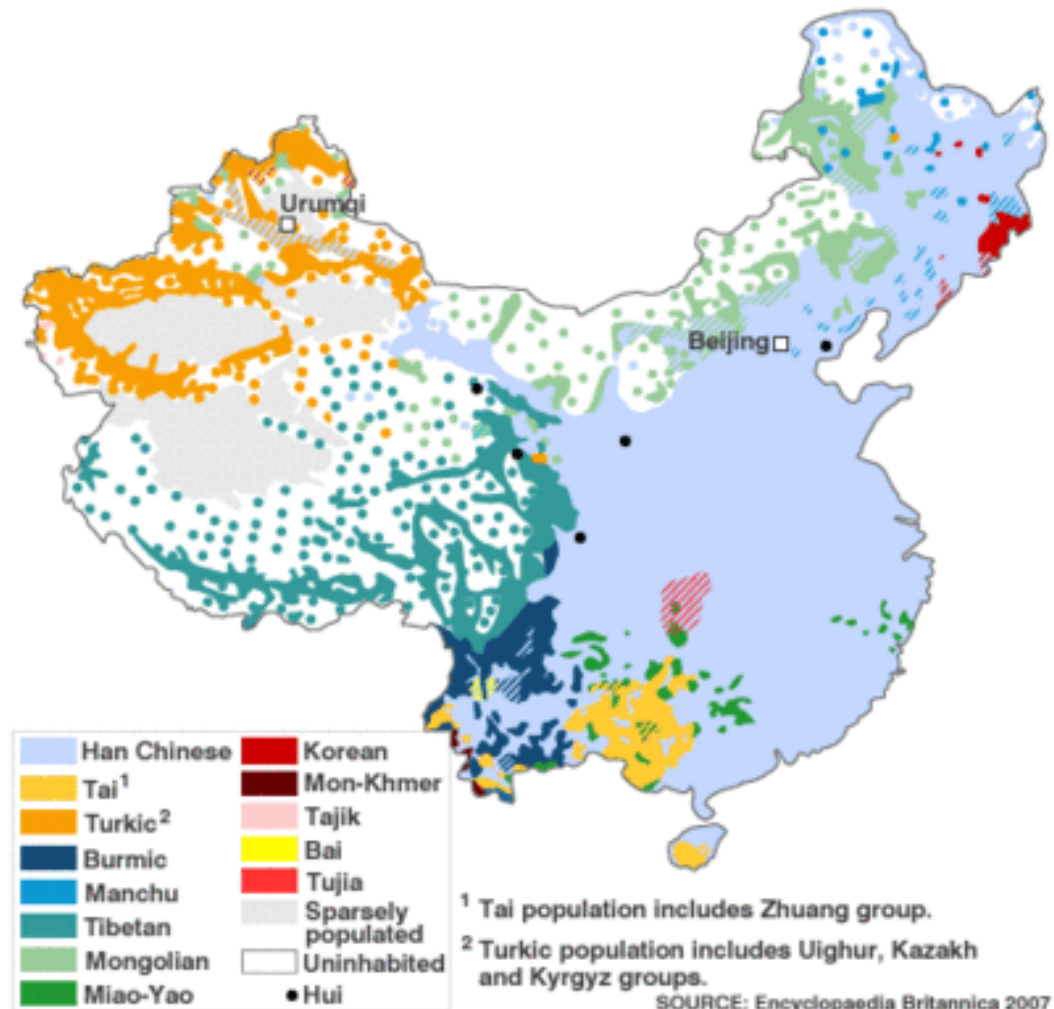 Urumqi
Beijing
Han Chinese
Tai¹
Turkic²
Burmic
Manchu
Tibetan
Mongolian
Miao-Yao
Korean
Mon-Khmer
Tajik
Bai
Tujia
Sparsely
populated
Uninhabited
Hui
¹ Tai population includes Zhuang group.
² Turkic population includes Uighur, Kazakh
and Kyrgyz groups.
SOURCE: Encyclopaedia Britannica 2007